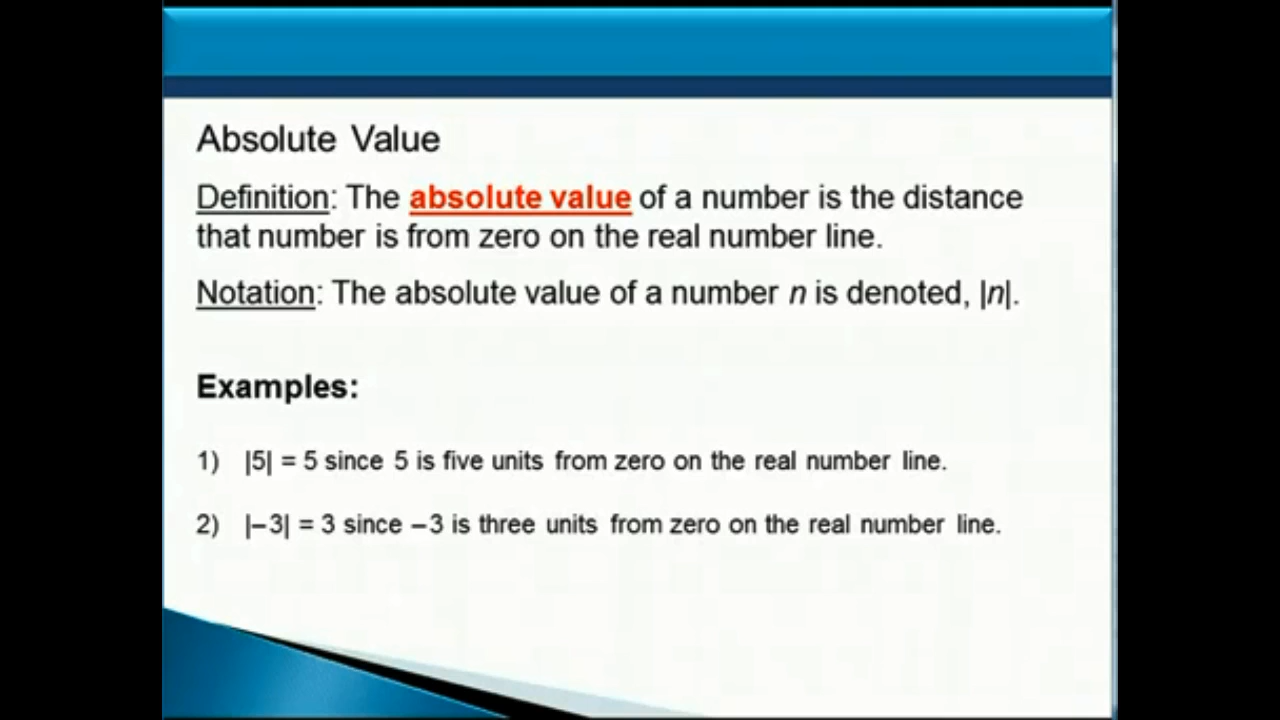 Absolute Value
Definition: The absolute value of a number is the distance
that number is from zero on the real number line.
Notation: The absolute value of a number n is denoted, |n|.
Examples:
1) |5| = 5 since 5 is five units from zero on the real number line.
2) |–3| = 3 since –3 is three units from zero on the real number line.